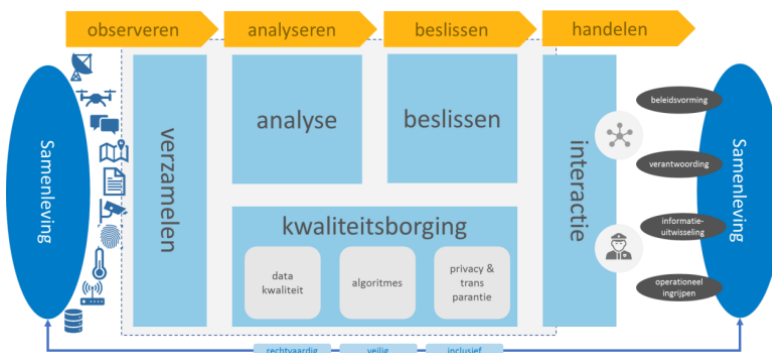 observeren
analyseren
beslissen
handelen
Samenleving
verzamelen
analyse
beslissen
kwaliteitsborging
data
kwaliteit
algoritmes
privacy &
trans
parantie
interactie
beleidsvorming
verantwoording
informatie-
uitwisseling
operationeel
ingrijpen
Samenleving
rechtvaardig
veilig
inclusief